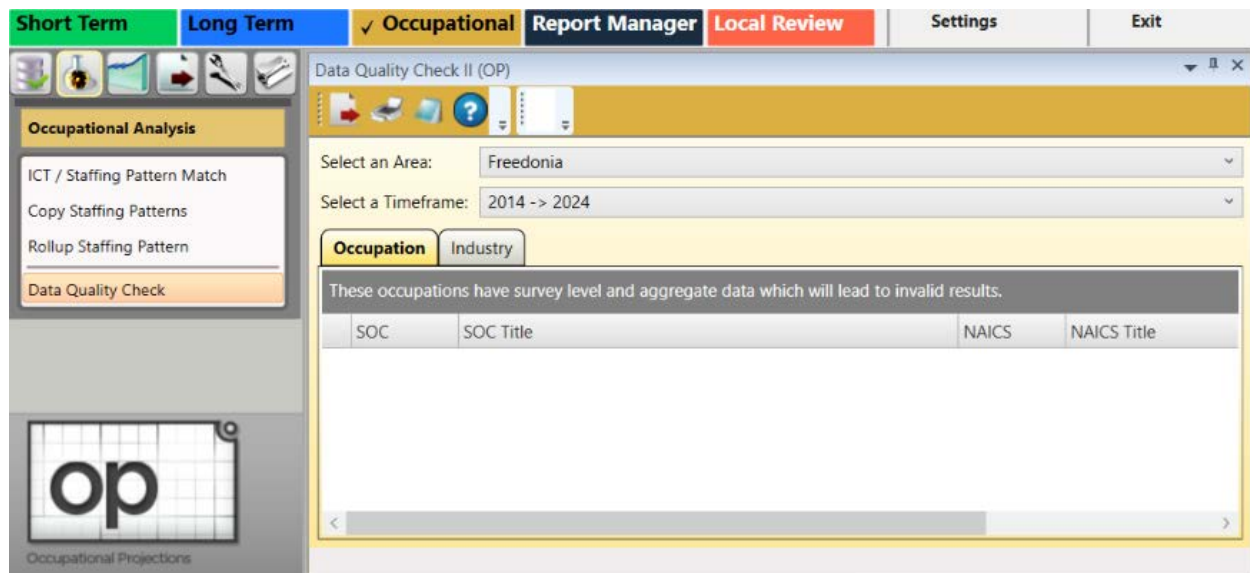 Short Term Long Term ✓ Occupational Report Manager Local Review Settings Exit
Data Quality Check II (OP)
Occupational Analysis
ICT / Staffing Pattern Match
Copy Staffing Patterns
Rollup Staffing Pattern
Data Quality Check
Select an Area: Freedonia
Select a Timeframe: 2014 -> 2024
Occupation Industry
These occupations have survey level and aggregate data which will lead to invalid results.
SOC SOC Title NAICS NAICS Title
op
Occupational Projections